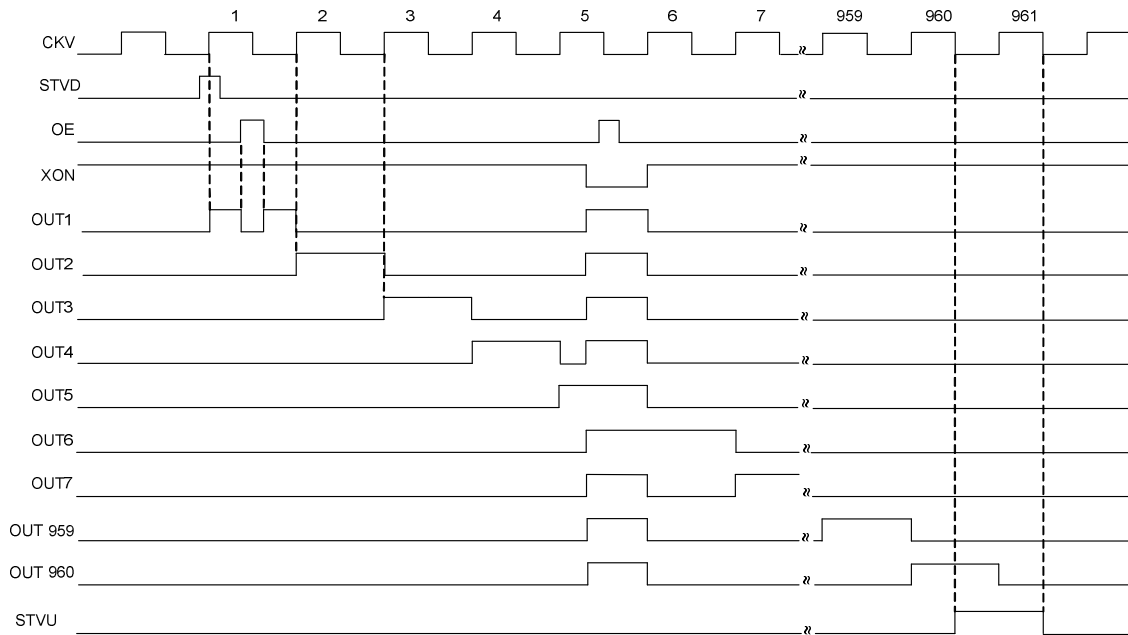 1 2 3 4 5 6 7 959 960 961
CKV
STVD
OE
XON
OUT1
OUT2
OUT3
OUT4
OUT5
OUT6
OUT7
OUT 959
OUT 960
STVU